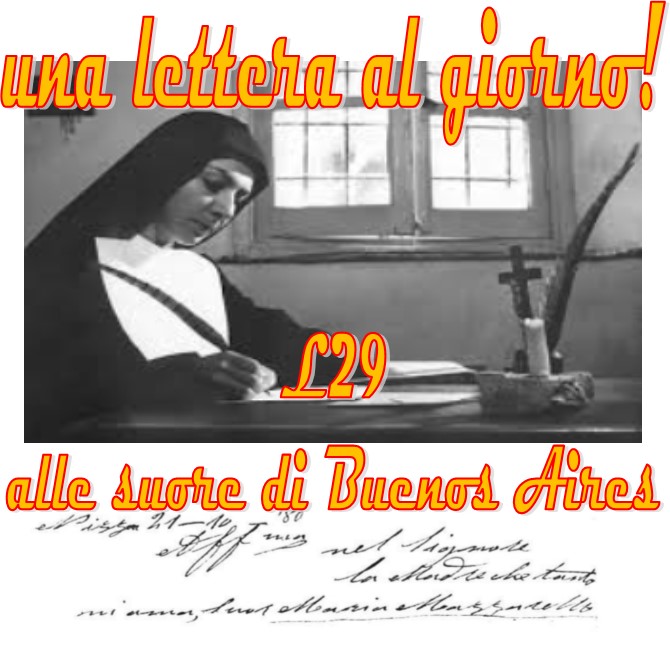 una lettera al giorno!
L29
alle suore di Buenos Aires
Nizza 21-10 '80
Aff.ma nel Signore
la Madre che tanto
vi ama, Suor Maria Mazzarello